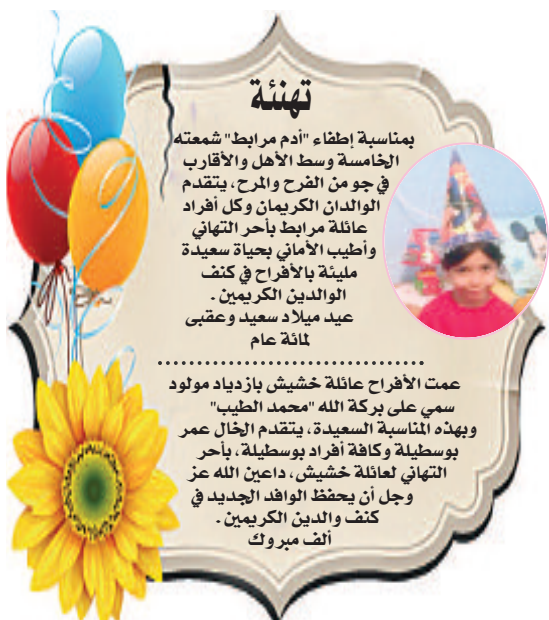 تهنئة
بمناسبة إطفاء "أدم مرابط" شمعته
الخامسة وسط الأهل والأقارب
في جو من الفرح والمرح، يتقدم
الوالدان الكريمان وكل أفراد
عائلة مرابط بأحر التهاني
وأطيب الأماني بحياة سعيدة
مليئة بالأفراح في كنف
الوالدين الكريمين.
عيد ميلاد سعيد وعقبى
لمائة عام
................................
عمت الأفراح عائلة خشيش بازدياد مولود
سمي على بركة الله "محمد الطيب"
وبهذه المناسبة السعيدة، يتقدم الخال عمر
بوسطيلة وكافة أفراد بوسطيلة، بأحر
التهاني لعائلة خشيش، داعين الله عز
وجل أن يحفظ الوافد الجديد في
كنف والدين الكريمين.
ألف مبروك